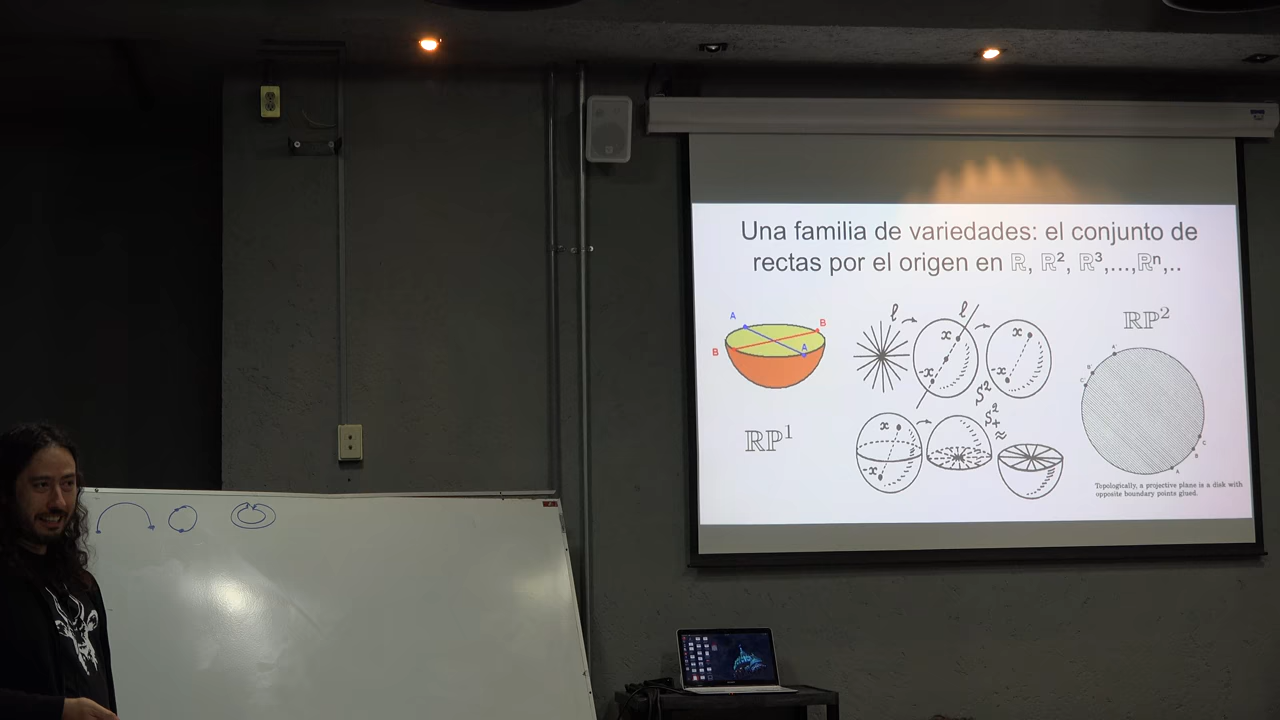 Una familia de variedades: el conjunto de
rectas por el origen en ℝ, ℝ², ℝ³,...,ℝⁿ,..
A
B
B
A
ℝP¹
ℓ
ℓ
x
-x
x
-x
S²
x
-x
S²₊
≈
ℝP²
A'
B'
C'
C
B
A
Topologically, a projective plane is a disk with
opposite boundary points glued.